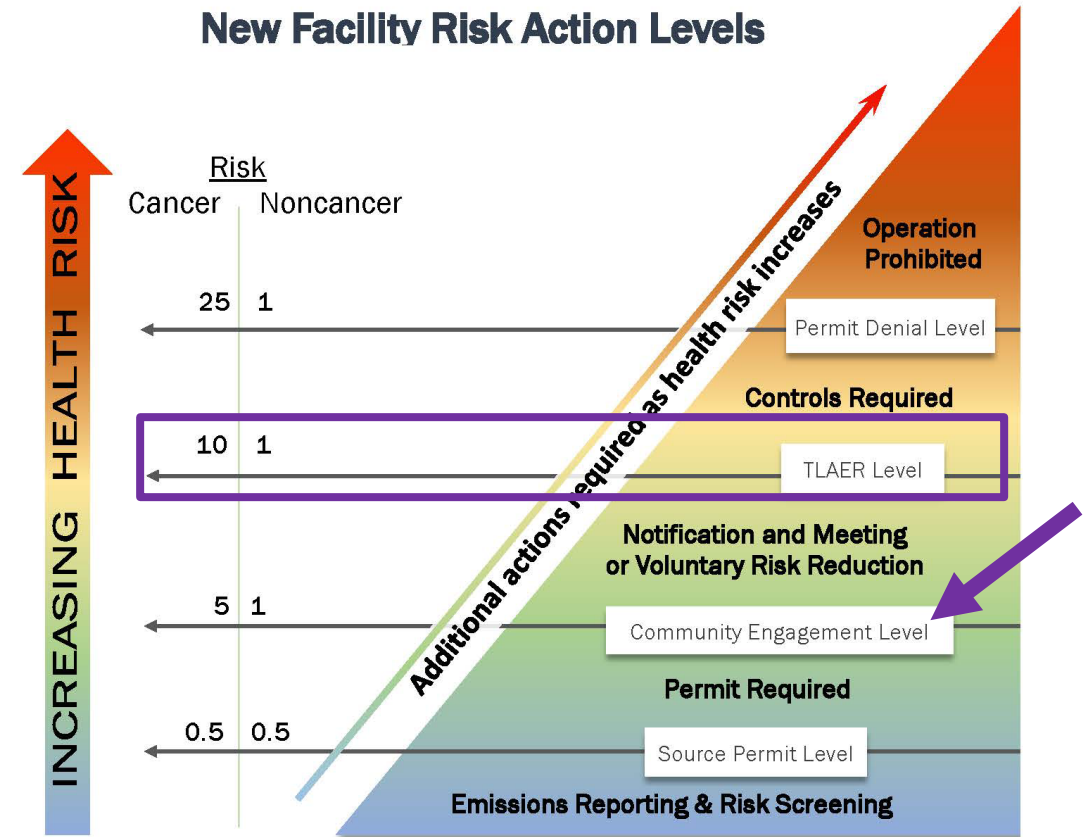 New Facility Risk Action Levels
INCREASING HEALTH RISK
Risk
Cancer Noncancer
Additional actions required as health risk increases
Operation
Prohibited
25 1
Permit Denial Level
Controls Required
10 1
TLAER Level
Notification and Meeting
or Voluntary Risk Reduction
5 1
Community Engagement Level
Permit Required
0.5 0.5
Source Permit Level
Emissions Reporting & Risk Screening